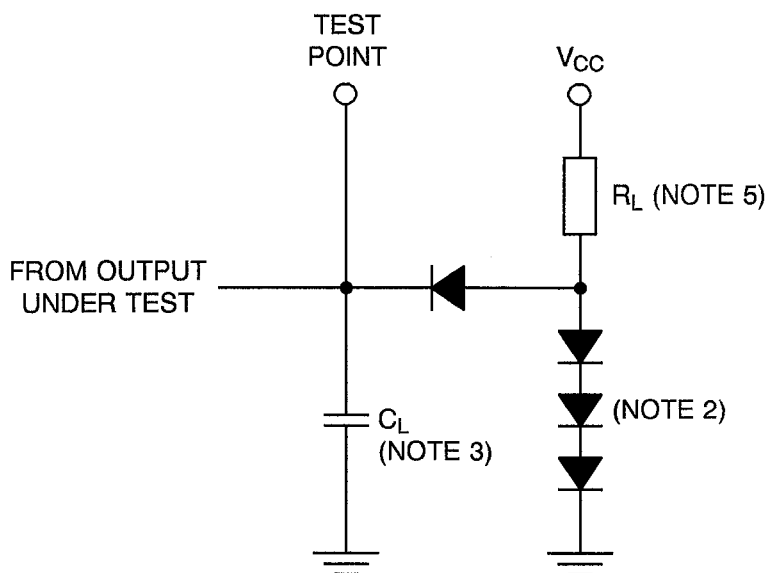 TEST
POINT
VCC
RL (NOTE 5)
FROM OUTPUT
UNDER TEST
(NOTE 2)
CL
(NOTE 3)